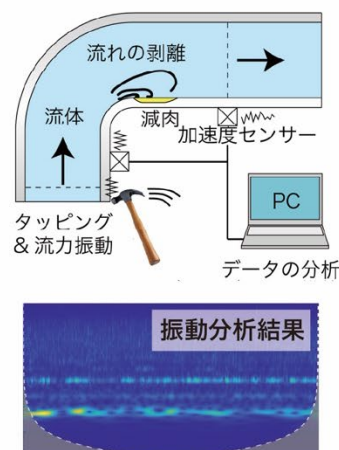 流れの剥離
流体
減肉
加速度センサー
タッピング
& 流力振動
PC
データの分析
振動分析結果